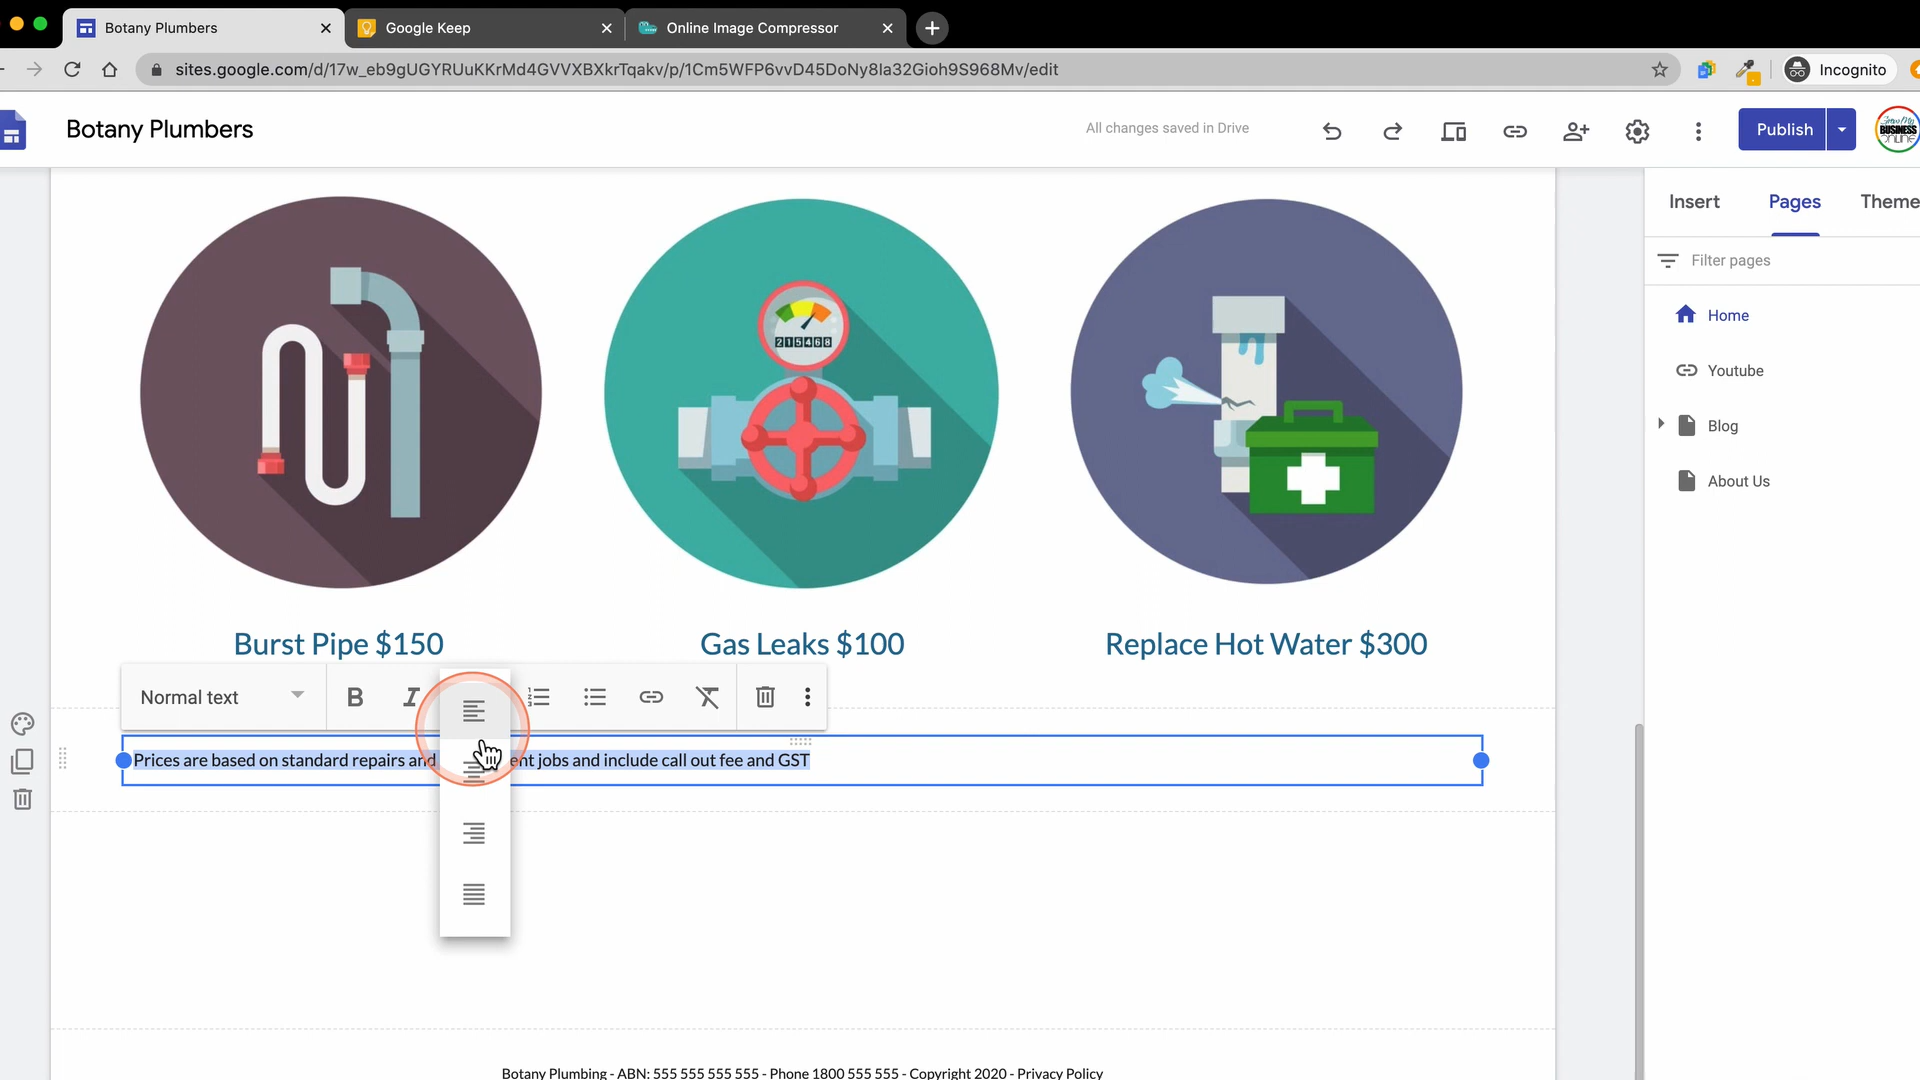 Botany Plumbers
Google Keep
Online Image Compressor
sites.google.com/d/17w_eb9gUGYRUuKKrMd4GVVXBXkrTqakv/p/1Cm5WFP6vvD45DoNy8la32Gioh9S968Mv/edit
Incognito
Botany Plumbers
All changes saved in Drive
Publish
BUSINESS
Insert
Pages
Theme
Filter pages
Home
Youtube
Blog
About Us
215468
Burst Pipe $150
Gas Leaks $100
Replace Hot Water $300
Normal text
B
I
Prices are based on standard repairs and ent jobs and include call out fee and GST
Botany Plumbing - ABN: 555 555 555 555 - Phone 1800 555 555 - Copyright 2020 - Privacy Policy